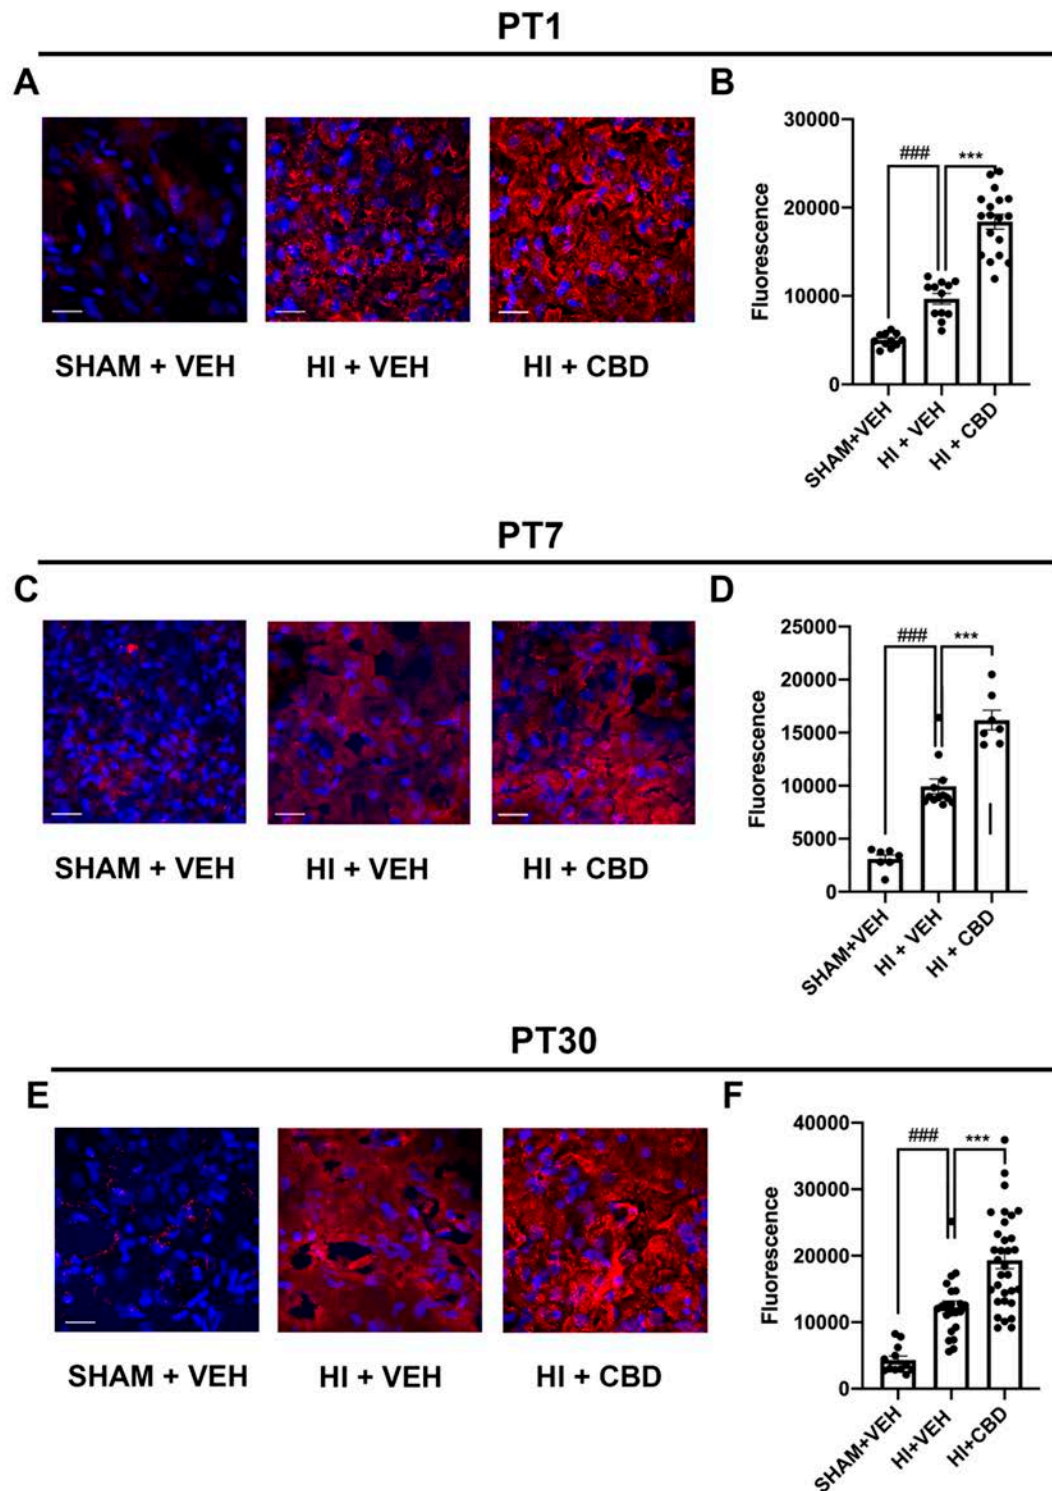 PT1
A
B
SHAM + VEH
HI + VEH
HI + CBD
Fluorescence
30000
20000
10000
0
###
***
SHAM+VEH
HI + VEH
HI + CBD
PT7
C
D
SHAM + VEH
HI + VEH
HI + CBD
Fluorescence
25000
20000
15000
10000
5000
0
###
***
SHAM+VEH
HI + VEH
HI + CBD
PT30
E
F
SHAM + VEH
HI + VEH
HI + CBD
Fluorescence
40000
30000
20000
10000
0
###
***
SHAM+VEH
HI+VEH
HI+CBD